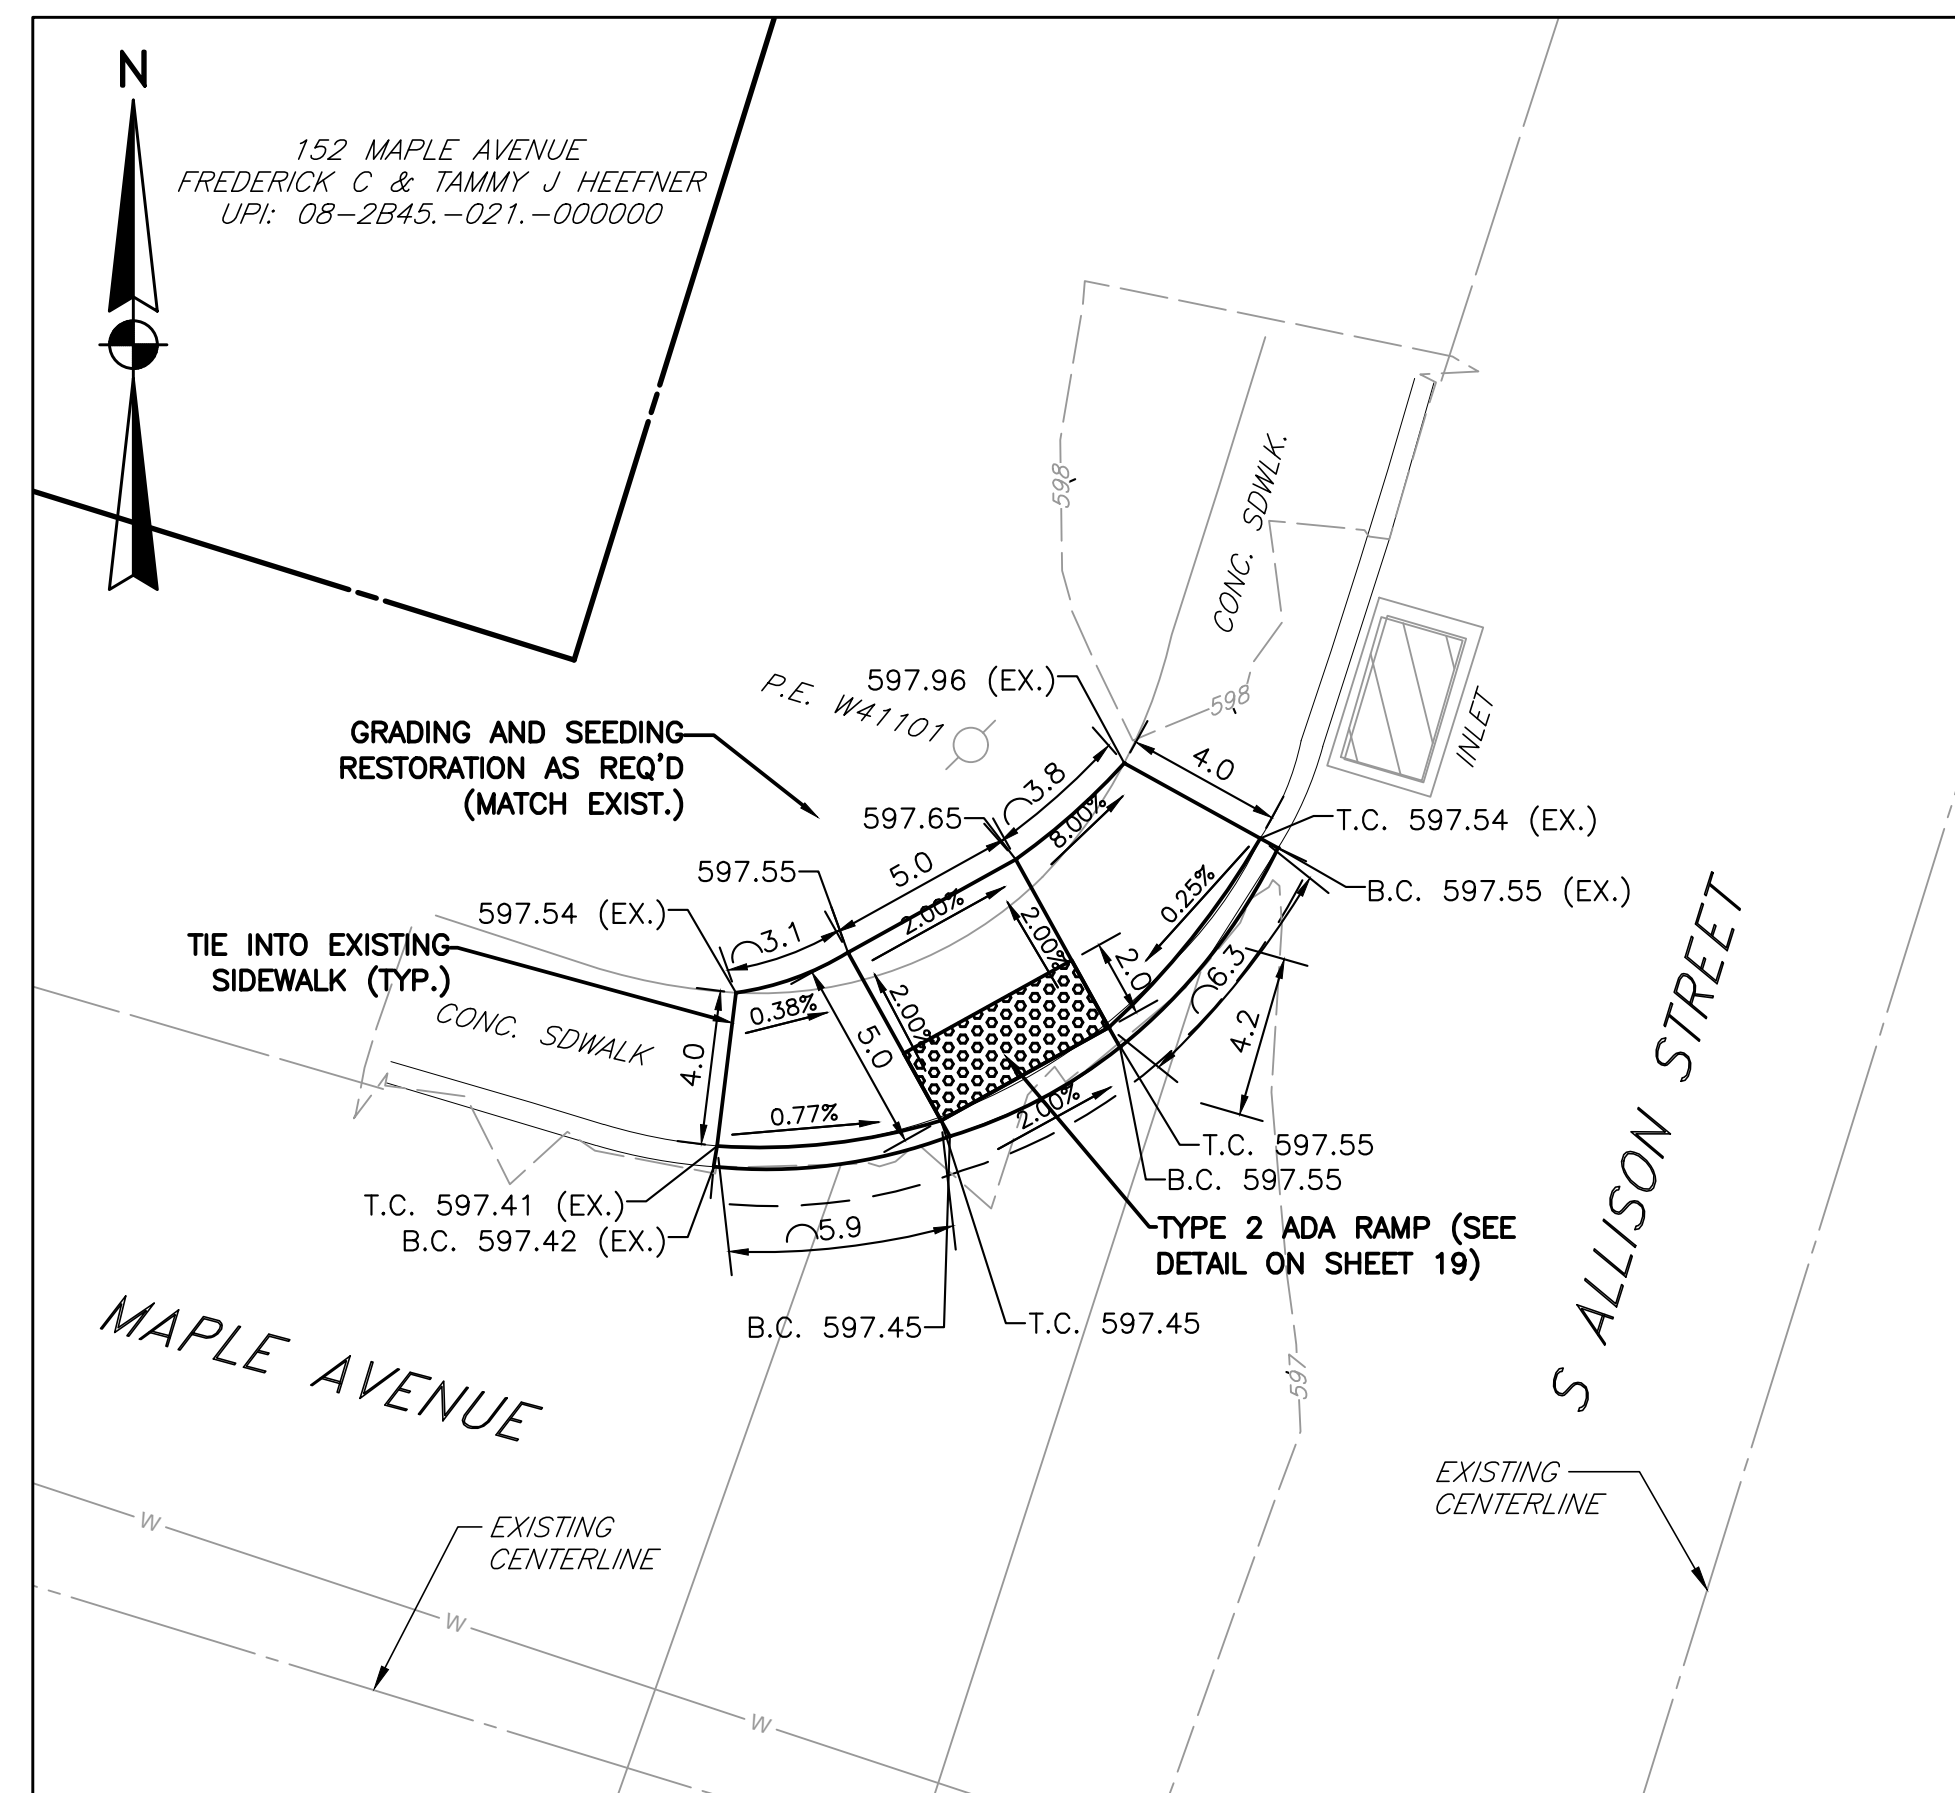 N
152 MAPLE AVENUE
FREDERICK C & TAMMY J HEEFNER
UPI: 08-2B45.-021.-000000
598
CONC. SDWLK.
598
INLET
P.E. W41101
597.96 (EX.)
GRADING AND SEEDING
RESTORATION AS REQ'D
(MATCH EXIST.)
4.0
3.8
8.00%
597.65
T.C. 597.54 (EX.)
597.55
5.0
2.00%
0.25%
B.C. 597.55 (EX.)
597.54 (EX.)
3.1
2.00%
TIE INTO EXISTING
SIDEWALK (TYP.)
2.0
6.3
CONC. SDWALK
0.38%
2.00%
5.0
4.0
4.2
0.77%
2.00%
T.C. 597.55
B.C. 597.55
T.C. 597.41 (EX.)
B.C. 597.42 (EX.)
5.9
TYPE 2 ADA RAMP (SEE
DETAIL ON SHEET 19)
B.C. 597.45
T.C. 597.45
MAPLE AVENUE
S ALLISON STREET
597
EXISTING
CENTERLINE
EXISTING
CENTERLINE
W
W
W